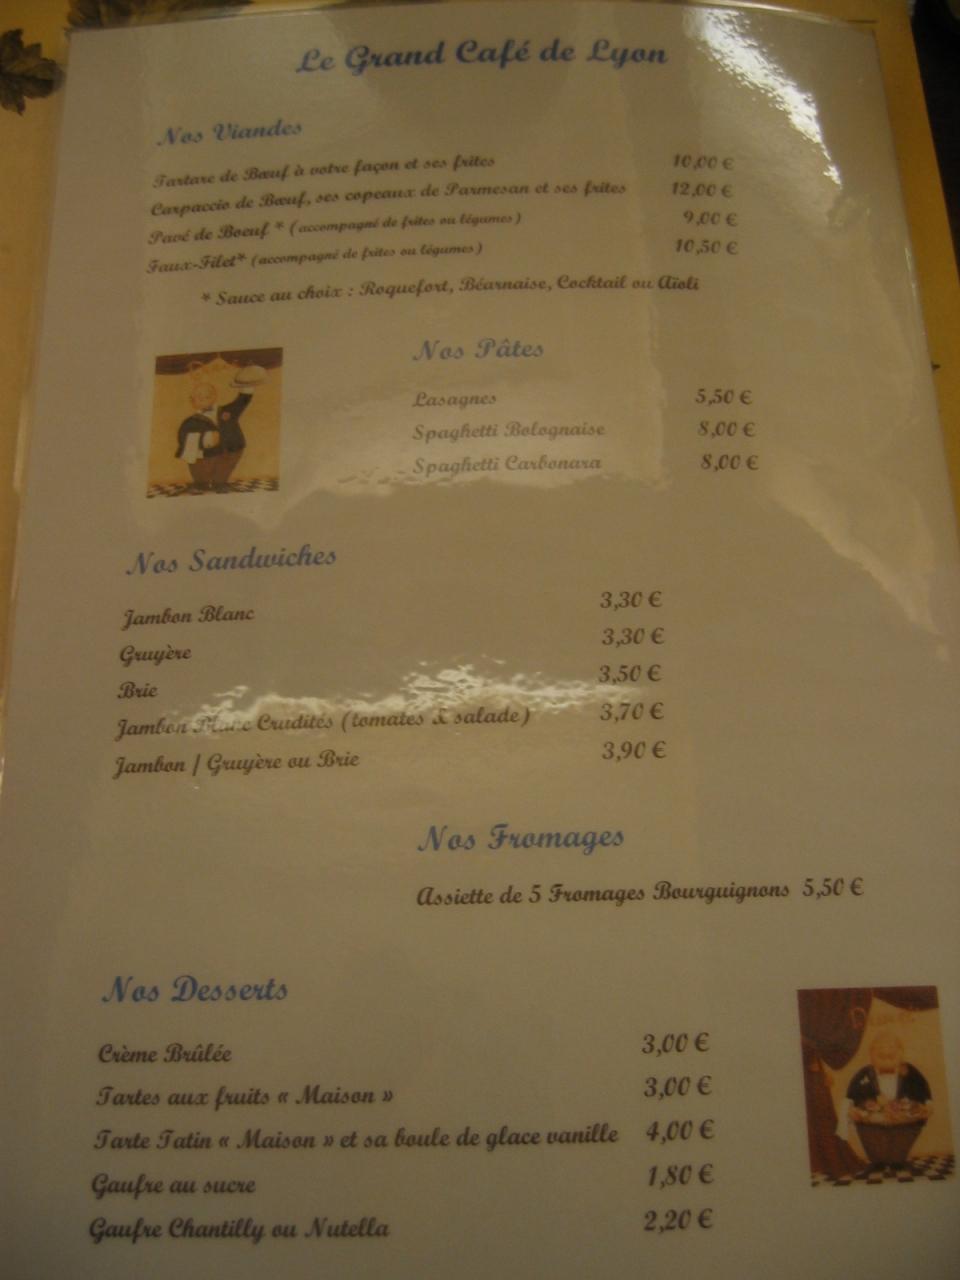 Le Grand Café de Lyon
Nos Viandes
Tartare de Bœuf à votre façon et ses frites 10,00 €
Carpaccio de Bœuf, ses copeaux de Parmesan et ses frites 12,00 €
Pavé de Boeuf * (accompagné de frites ou légumes) 9,00 €
Faux-Filet* (accompagné de frites ou légumes) 10,50 €
* Sauce au choix : Roquefort, Béarnaise, Cocktail ou Aïoli
Nos Pâtes
Lasagnes 5,50 €
Spaghetti Bolognaise 8,00 €
Spaghetti Carbonara 8,00 €
Nos Sandwiches
Jambon Blanc 3,30 €
Gruyère 3,30 €
Brie 3,50 €
Jambon Blanc Crudités (tomates & salade) 3,70 €
Jambon / Gruyère ou Brie 3,90 €
Nos Fromages
Assiette de 5 Fromages Bourguignons 5,50 €
Nos Desserts
Crème Brûlée 3,00 €
Tartes aux fruits « Maison » 3,00 €
Tarte Tatin « Maison » et sa boule de glace vanille 4,00 €
Gaufre au sucre 1,80 €
Gaufre Chantilly ou Nutella 2,20 €